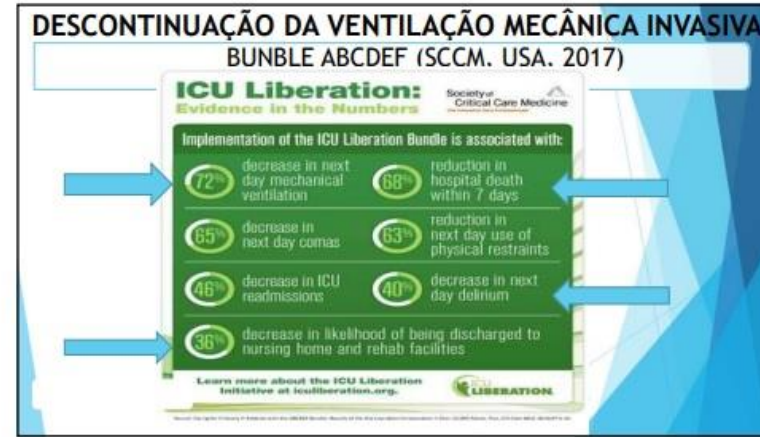 DESCONTINUAÇÃO DA VENTILAÇÃO MECÂNICA INVASIVA
BUNBLE ABCDEF (SCCM, USA, 2017)
ICU Liberation:
Evidence in the Numbers
Society of
Critical Care Medicine
Implementation of the ICU Liberation Bundle is associated with:
72% decrease in next
day mechanical
ventilation
68% reduction in
hospital death
within 7 days
65% decrease in
next day comas
63% reduction in
next day use of
physical restraints
46% decrease in ICU
readmissions
40% decrease in next
day delirium
36% decrease in likelihood of being discharged to
nursing home and rehab facilities
Learn more about the ICU Liberation
Initiative at iculiberation.org.
ICU
LIBERATION